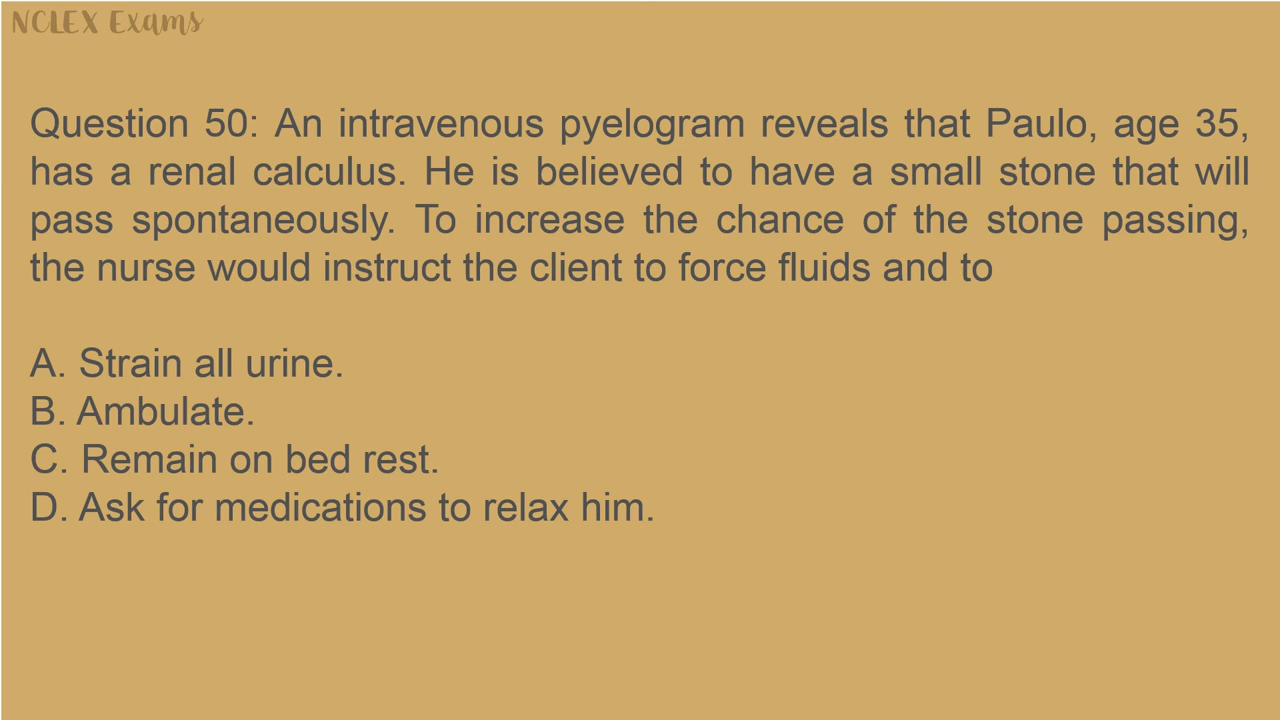 NCLEX Exams
Question 50: An intravenous pyelogram reveals that Paulo, age 35,
has a renal calculus. He is believed to have a small stone that will
pass spontaneously. To increase the chance of the stone passing,
the nurse would instruct the client to force fluids and to
A. Strain all urine.
B. Ambulate.
C. Remain on bed rest.
D. Ask for medications to relax him.